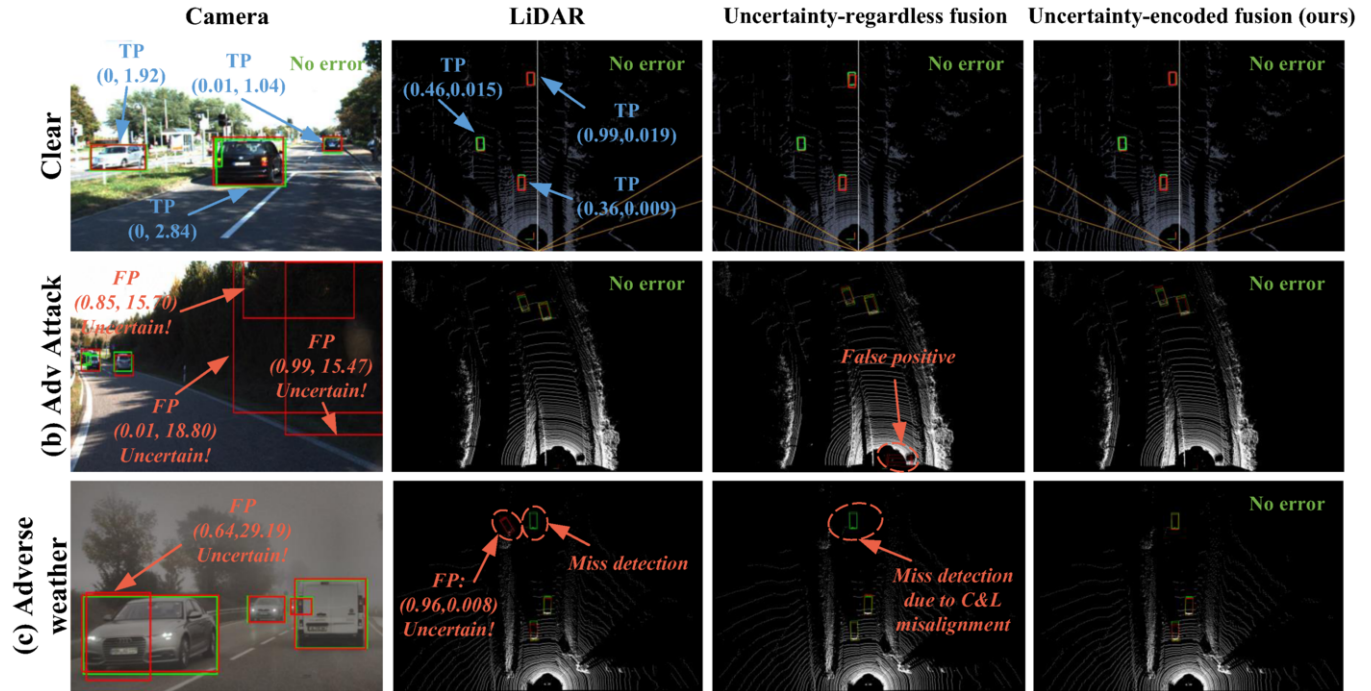 Camera
LiDAR
Uncertainty-regardless fusion
Uncertainty-encoded fusion (ours)
Clear
TP
(0, 1.92)
TP
(0.01, 1.04)
No error
TP
(0, 2.84)
TP
(0.46,0.015)
No error
TP
(0.99,0.019)
TP
(0.36,0.009)
No error
No error
(b) Adv Attack
FP
(0.85, 15.70)
Uncertain!
FP
(0.99, 15.47)
Uncertain!
FP
(0.01, 18.80)
Uncertain!
No error
No error
False positive
No error
(c) Adverse
weather
FP
(0.64,29.19)
Uncertain!
Miss detection
FP:
(0.96,0.008)
Uncertain!
Miss detection
due to C&L
misalignment
No error